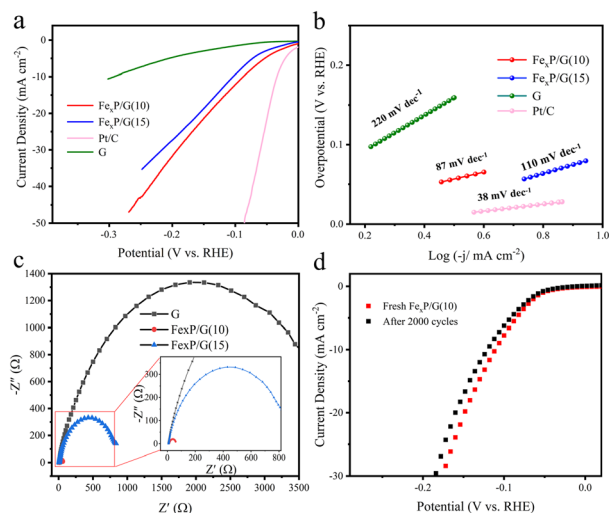 a
Current Density (mA cm⁻²)
0
-10
-20
-30
-40
-50
FeₓP/G(10)
FeₓP/G(15)
Pt/C
G
-0.3
-0.2
-0.1
0.0
Potential (V vs. RHE)
b
Overpotential (V vs. RHE)
0.2
0.1
0.0
FeₓP/G(10)
FeₓP/G(15)
G
Pt/C
220 mV dec⁻¹
87 mV dec⁻¹
110 mV dec⁻¹
38 mV dec⁻¹
0.2
0.4
0.6
0.8
1.0
Log (-j/ mA cm⁻²)
c
-Z″ (Ω)
1400
1200
1000
800
600
400
200
0
G
FexP/G(10)
FexP/G(15)
-Z″ (Ω)
300
200
100
0
0
200
400
600
800
Z′ (Ω)
0
500
1000
1500
2000
2500
3000
3500
Z′ (Ω)
d
Current Density (mA cm⁻²)
0
-10
-20
-30
Fresh FeₓP/G(10)
After 2000 cycles
-0.2
-0.1
-0.0
Potential (V vs. RHE)